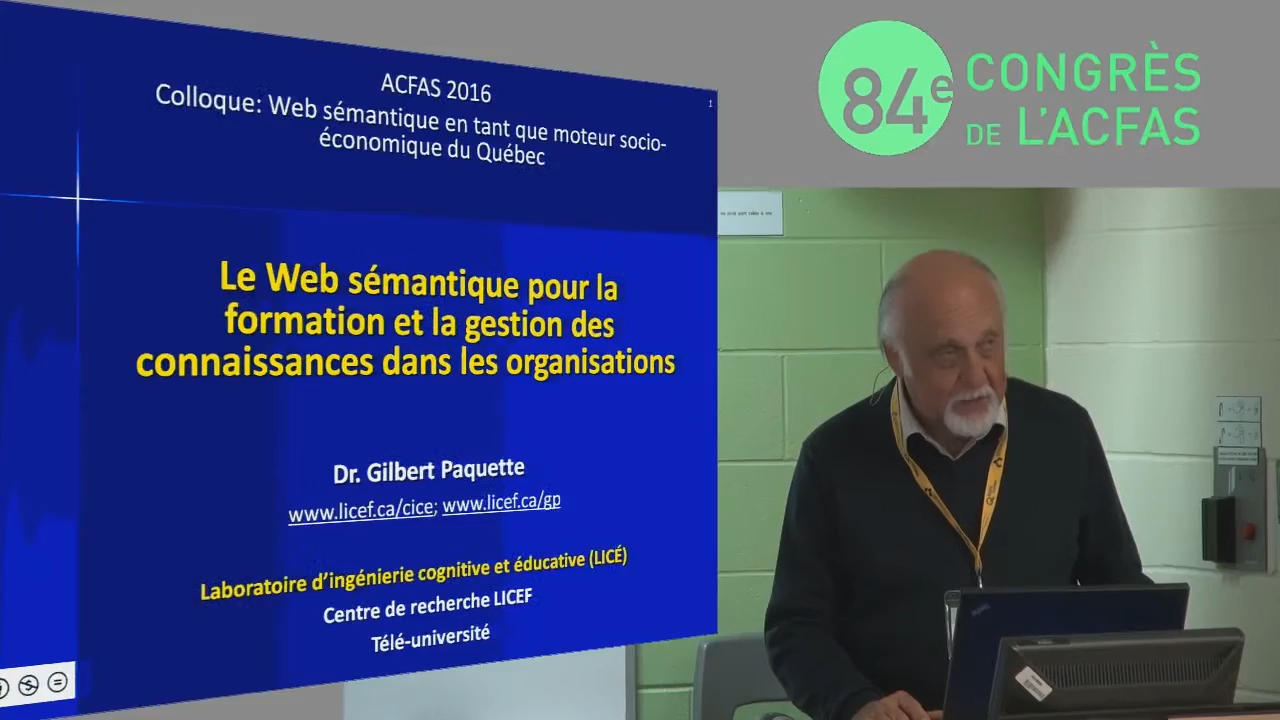 ACFAS 2016
1
Colloque: Web sémantique en tant que moteur socio-
économique du Québec
Le Web sémantique pour la
formation et la gestion des
connaissances dans les organisations
Dr. Gilbert Paquette
www.licef.ca/cice; www.licef.ca/gp
Laboratoire d'ingénierie cognitive et éducative (LICÉ)
Centre de recherche LICEF
Télé-université
84e CONGRÈS
DE L'ACFAS